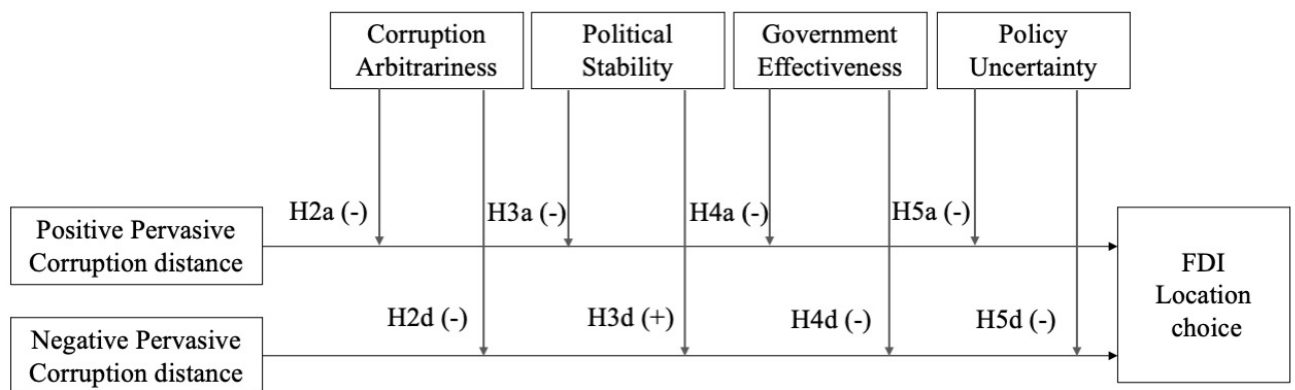 Corruption
Arbitrariness
Political
Stability
Government
Effectiveness
Policy
Uncertainty
H2a (-)
H3a (-)
H4a (-)
H5a (-)
Positive Pervasive
Corruption distance
FDI
Location
choice
H2d (-)
H3d (+)
H4d (-)
H5d (-)
Negative Pervasive
Corruption distance